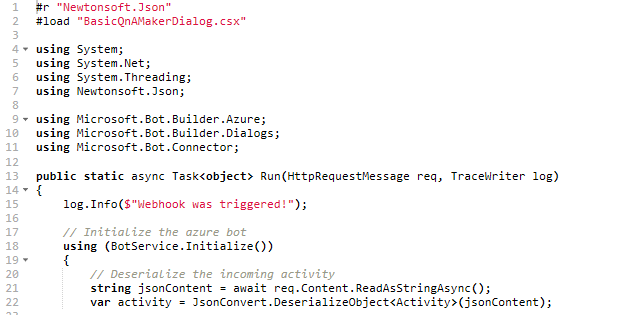 1 #r "Newtonsoft.Json"
2 #load "BasicQnAMakerDialog.csx"
3
4 using System;
5 using System.Net;
6 using System.Threading;
7 using Newtonsoft.Json;
8
9 using Microsoft.Bot.Builder.Azure;
10 using Microsoft.Bot.Builder.Dialogs;
11 using Microsoft.Bot.Connector;
12
13 public static async Task<object> Run(HttpRequestMessage req, TraceWriter log)
14 {
15 log.Info($"Webhook was triggered!");
16
17 // Initialize the azure bot
18 using (BotService.Initialize())
19 {
20 // Deserialize the incoming activity
21 string jsonContent = await req.Content.ReadAsStringAsync();
22 var activity = JsonConvert.DeserializeObject<Activity>(jsonContent);